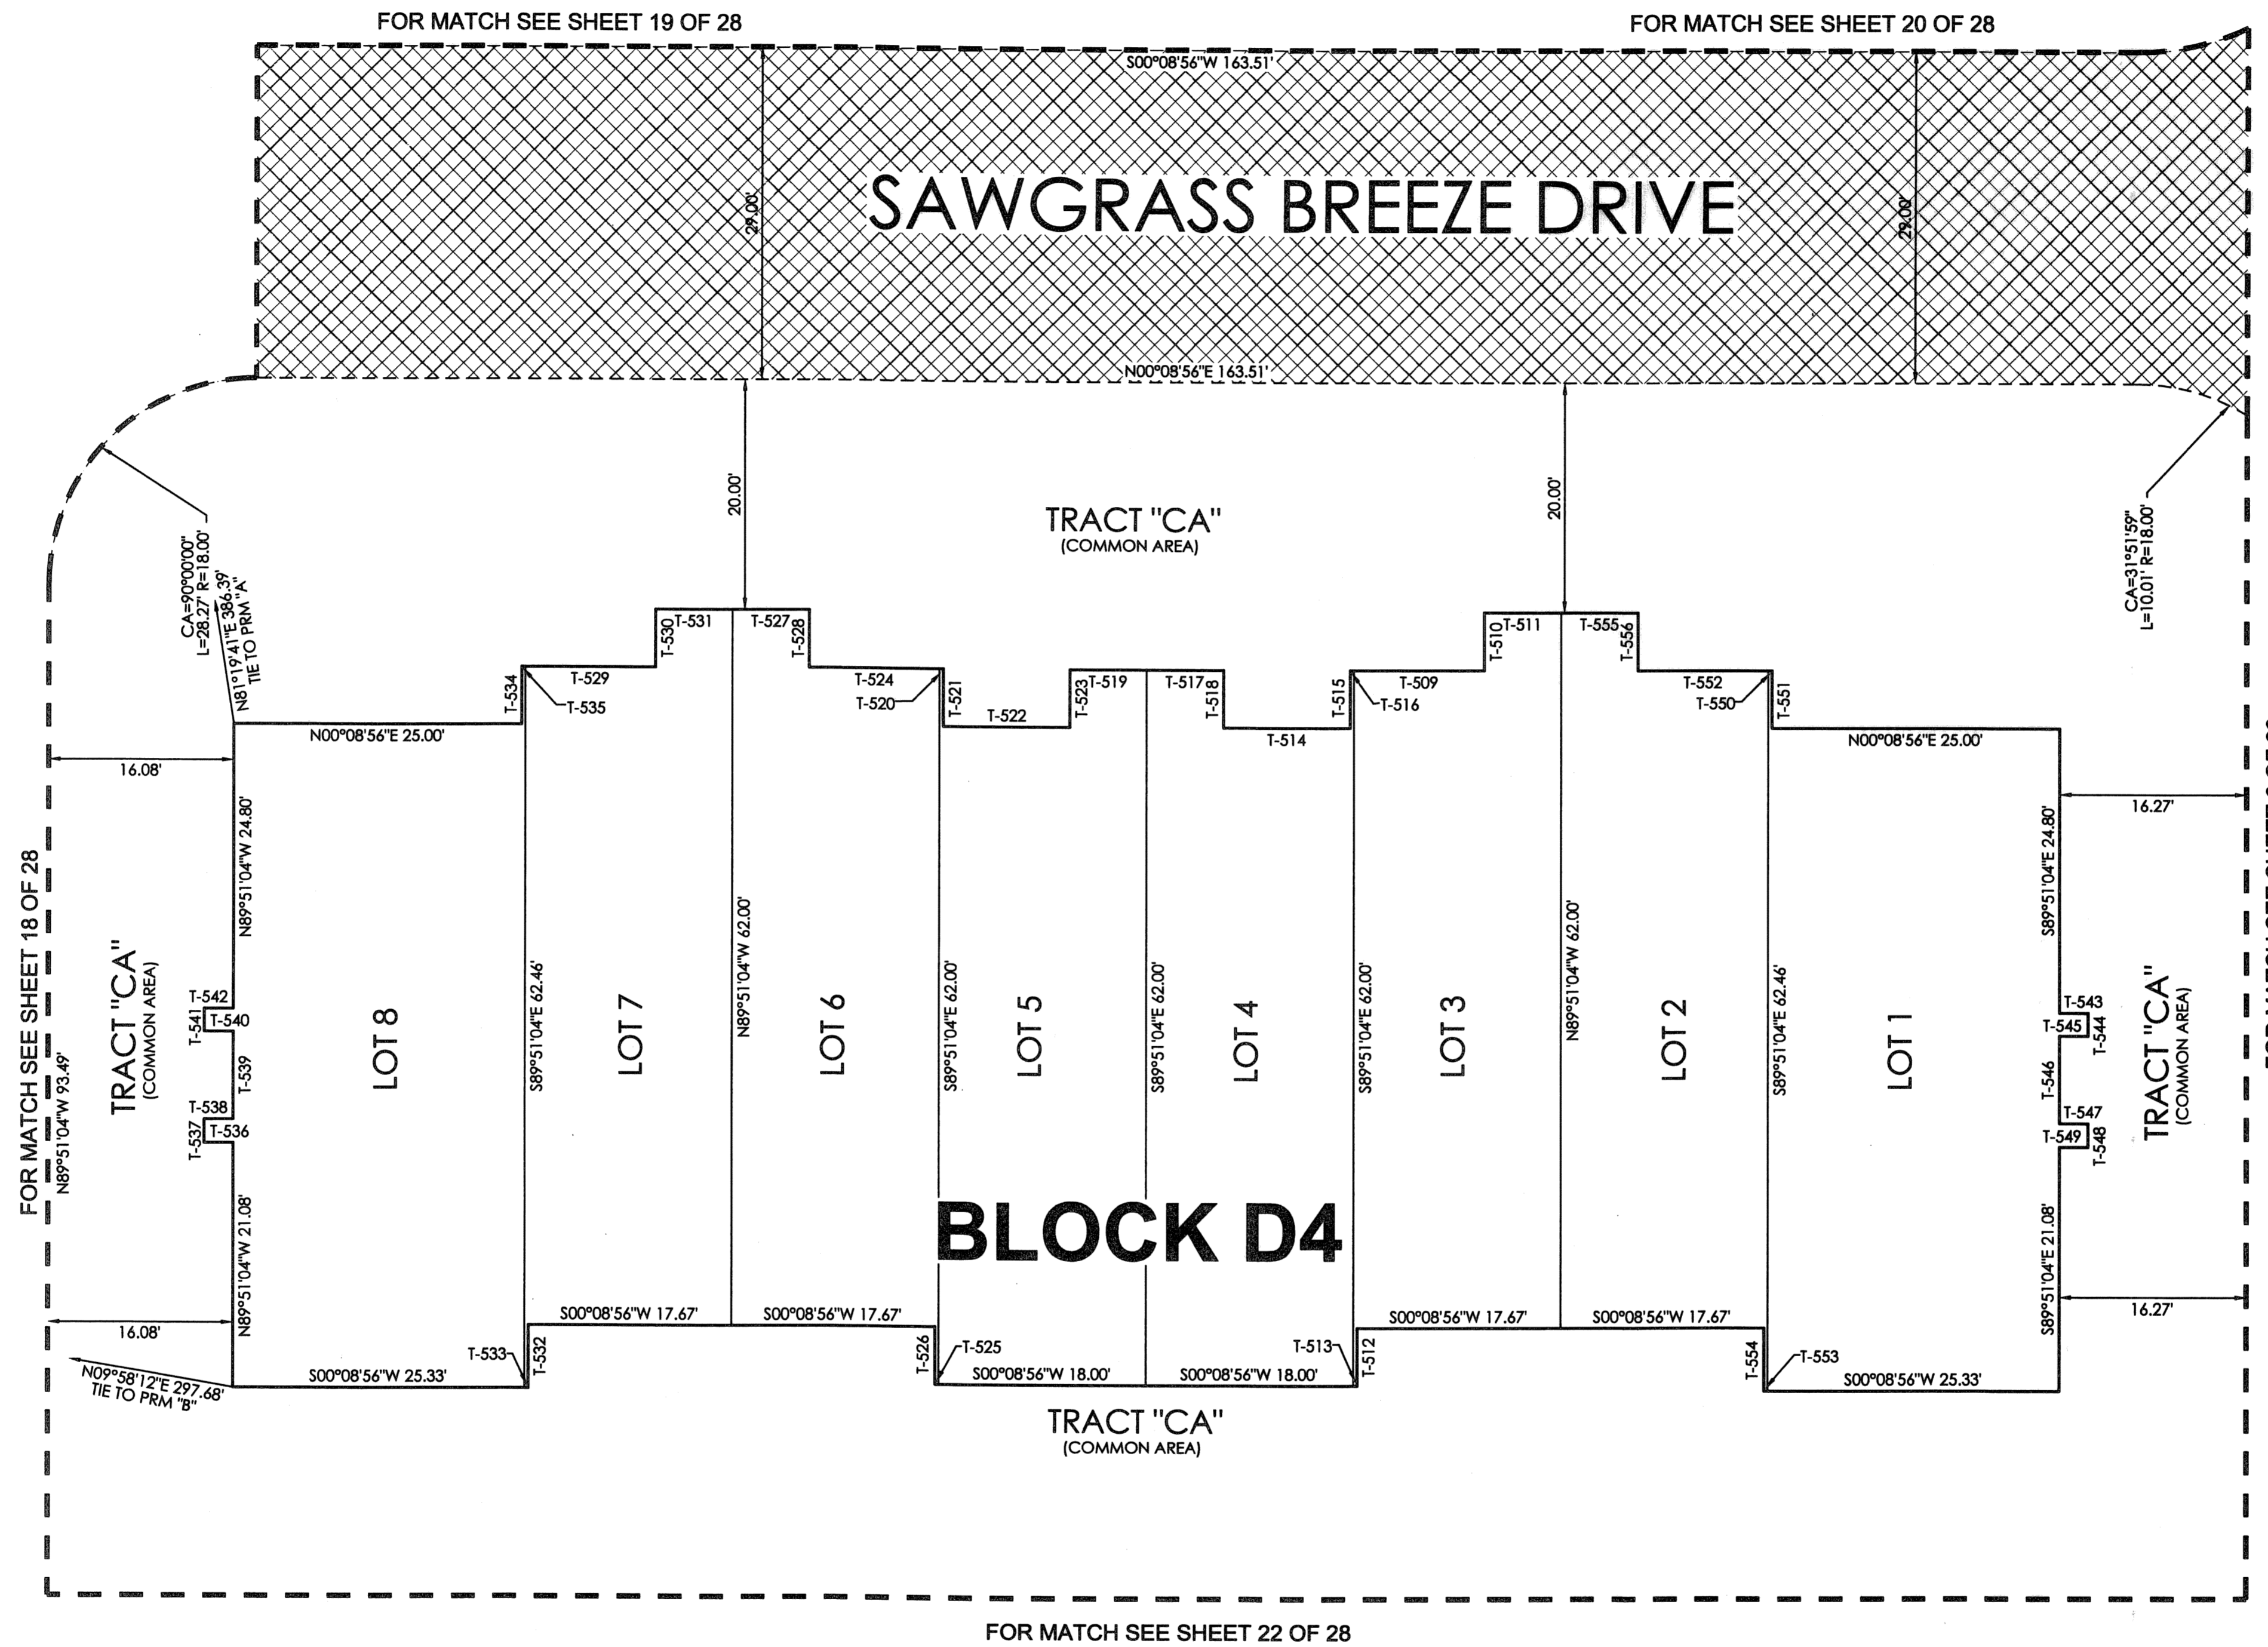 FOR MATCH SEE SHEET 19 OF 28
FOR MATCH SEE SHEET 20 OF 28
S00°08'56"W 163.51'
29.00'
SAWGRASS BREEZE DRIVE
29.00'
N00°08'56"E 163.51'
20.00'
20.00'
TRACT "CA"
(COMMON AREA)
CA=90°00'00"
L=28.27' R=18.00'
N81°19'41"E 386.39'
TIE TO PRM "A"
CA=31°51'59"
L=10.01' R=18.00'
T-530
T-531
T-527
T-528
T-510
T-511
T-555
T-556
T-534
T-529
T-535
T-524
T-520
T-521
T-522
T-523
T-519
T-517
T-518
T-514
T-515
T-516
T-509
T-552
T-550
T-551
N00°08'56"E 25.00'
N00°08'56"E 25.00'
16.08'
16.27'
N89°51'04"W 24.80'
S89°51'04"E 24.80'
FOR MATCH SEE SHEET 18 OF 28
N89°51'04"W 93.49'
TRACT "CA"
(COMMON AREA)
T-542
T-541
T-540
T-539
T-538
T-537
T-536
LOT 8
S89°51'04"E 62.46'
LOT 7
N89°51'04"W 62.00'
LOT 6
S89°51'04"E 62.00'
LOT 5
S89°51'04"E 62.00'
LOT 4
S89°51'04"E 62.00'
LOT 3
N89°51'04"W 62.00'
LOT 2
S89°51'04"E 62.46'
LOT 1
T-543
T-545
T-544
T-546
T-547
T-549
T-548
TRACT "CA"
(COMMON AREA)
BLOCK D4
N89°51'04"W 21.08'
S89°51'04"E 21.08'
16.08'
16.27'
S00°08'56"W 17.67'
S00°08'56"W 17.67'
S00°08'56"W 17.67'
S00°08'56"W 17.67'
T-533
T-532
T-526
T-525
T-513
T-512
T-554
T-553
S00°08'56"W 25.33'
S00°08'56"W 18.00'
S00°08'56"W 18.00'
S00°08'56"W 25.33'
N09°58'12"E 297.68'
TIE TO PRM "B"
TRACT "CA"
(COMMON AREA)
FOR MATCH SEE SHEET 22 OF 28